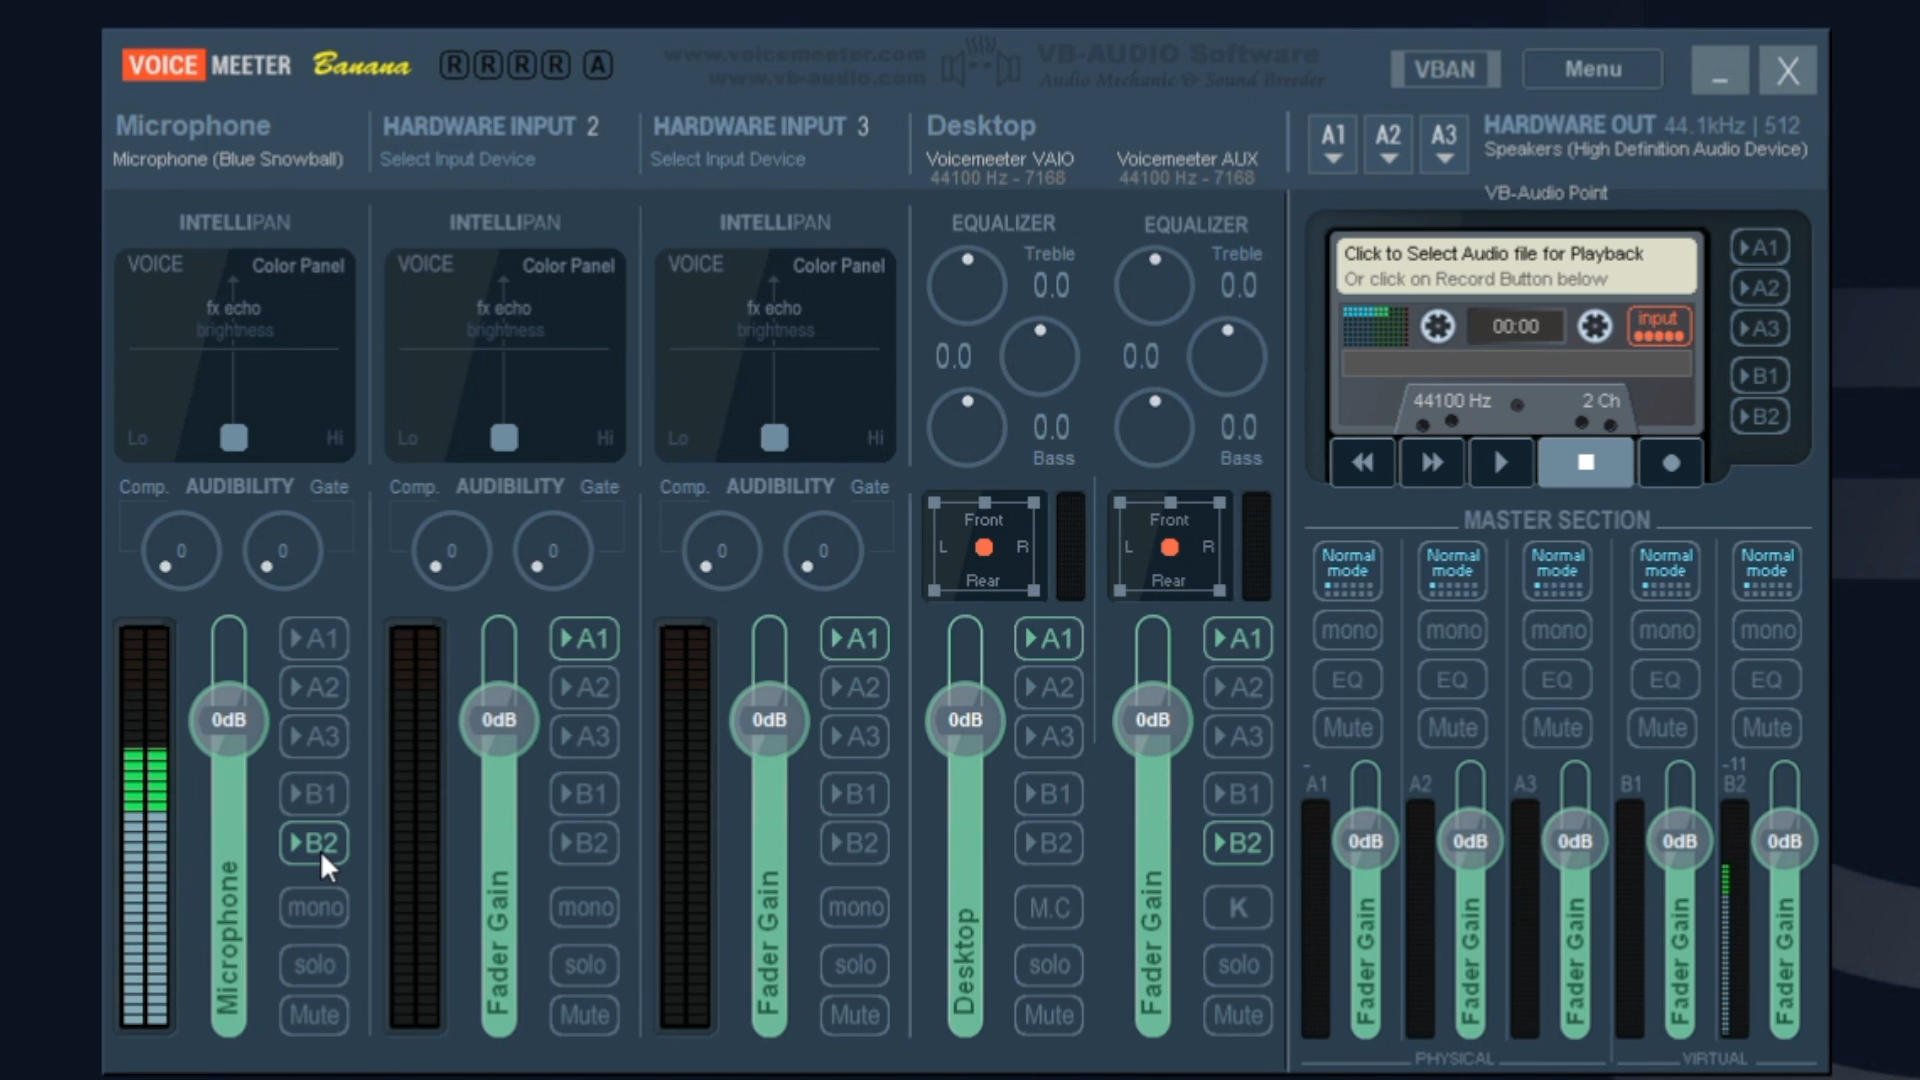 VOICE MEETER Banana R R R R A
www.voicemeeter.com
www.vb-audio.com
VB-AUDIO Software
Audio Mechanic & Sound Breeder
VBAN Menu _ X
Microphone
Microphone (Blue Snowball)
HARDWARE INPUT 2
Select Input Device
HARDWARE INPUT 3
Select Input Device
Desktop
Voicemeeter VAIO
44100 Hz - 7168
Voicemeeter AUX
44100 Hz - 7168
A1 A2 A3
HARDWARE OUT 44.1kHz | 512
Speakers (High Definition Audio Device)
VB-Audio Point
INTELLIPAN
VOICE Color Panel
fx echo
brightness
Lo Hi
INTELLIPAN
VOICE Color Panel
fx echo
brightness
Lo Hi
INTELLIPAN
VOICE Color Panel
fx echo
brightness
Lo Hi
EQUALIZER
Treble
0.0
0.0
0.0
Bass
EQUALIZER
Treble
0.0
0.0
0.0
Bass
Click to Select Audio file for Playback
Or click on Record Button below
00:00 input
44100 Hz 2 Ch
A1
A2
A3
B1
B2
Comp. AUDIBILITY Gate
0 0
Comp. AUDIBILITY Gate
0 0
Comp. AUDIBILITY Gate
0 0
Front
L R
Rear
Front
L R
Rear
0dB
Microphone
A1
A2
A3
B1
B2
mono
solo
Mute
0dB
Fader Gain
A1
A2
A3
B1
B2
mono
solo
Mute
0dB
Fader Gain
A1
A2
A3
B1
B2
mono
solo
Mute
0dB
Desktop
A1
A2
A3
B1
B2
M.C
solo
Mute
0dB
Fader Gain
A1
A2
A3
B1
B2
K
solo
Mute
MASTER SECTION
Normal mode Normal mode Normal mode Normal mode Normal mode
mono mono mono mono mono
EQ EQ EQ EQ EQ
Mute Mute Mute Mute Mute
- -11
A1 A2 A3 B1 B2
0dB 0dB 0dB 0dB 0dB
Fader Gain Fader Gain Fader Gain Fader Gain Fader Gain
PHYSICAL VIRTUAL